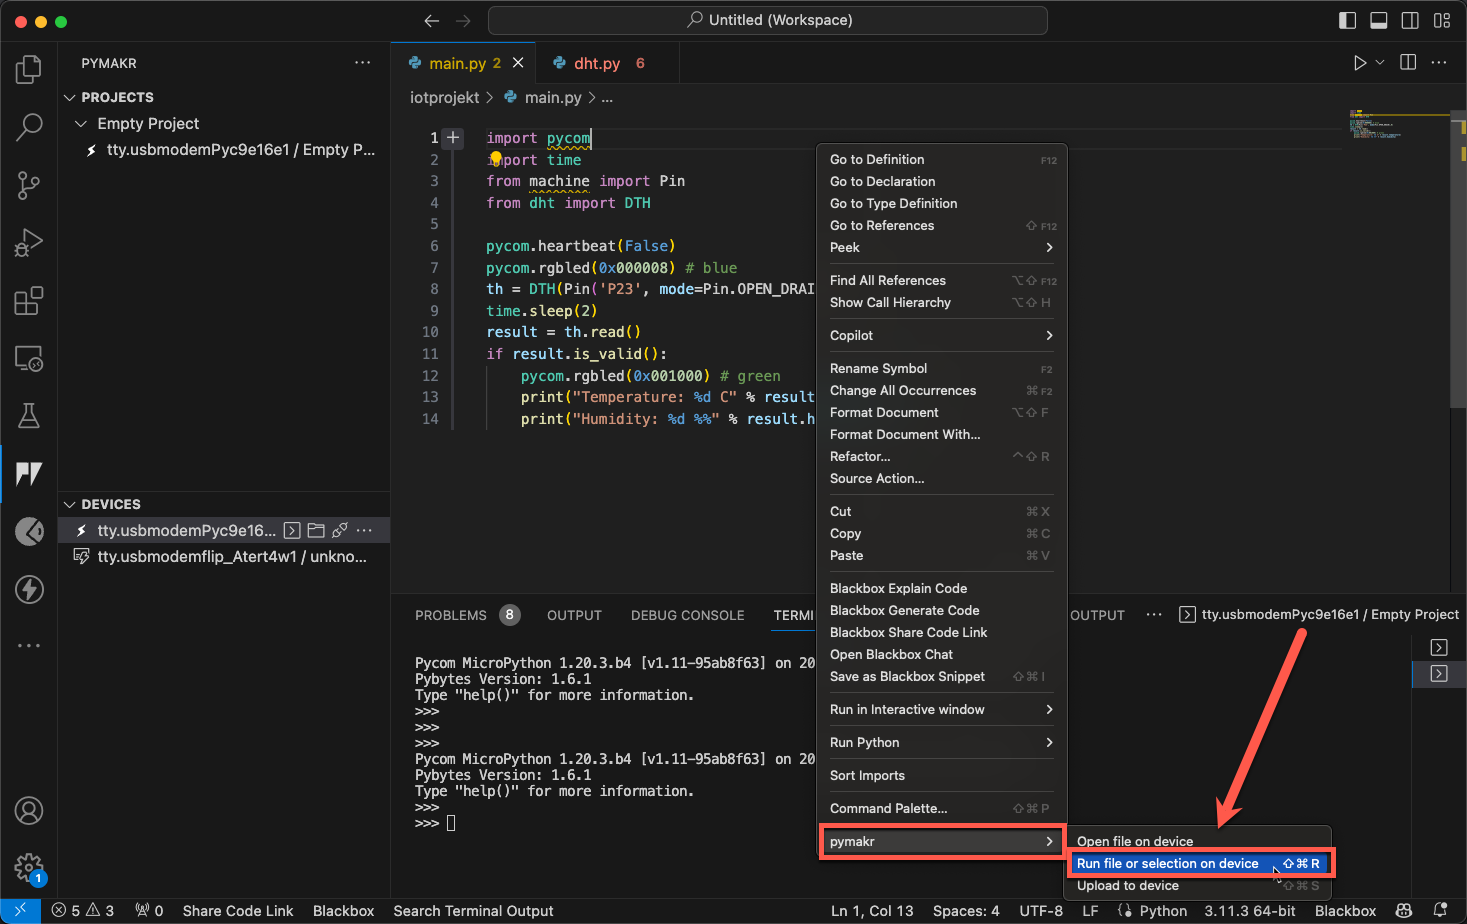 Untitled (Workspace)
PYMAKR
PROJECTS
Empty Project
tty.usbmodemPyc9e16e1 / Empty P...
DEVICES
tty.usbmodemPyc9e16...
tty.usbmodemflip_Atert4w1 / unkno...
main.py 2
dht.py 6
iotprojekt > main.py > ...
1 import pycom
2 import time
3 from machine import Pin
4 from dht import DTH
5
6 pycom.heartbeat(False)
7 pycom.rgbled(0x000008) # blue
8 th = DTH(Pin('P23', mode=Pin.OPEN_DRAI
9 time.sleep(2)
10 result = th.read()
11 if result.is_valid():
12 pycom.rgbled(0x001000) # green
13 print("Temperature: %d C" % result
14 print("Humidity: %d %%" % result.h
Go to Definition F12
Go to Declaration
Go to Type Definition
Go to References ⇧ F12
Peek
Find All References ⌥⇧ F12
Show Call Hierarchy ⌥⇧ H
Copilot
Rename Symbol F2
Change All Occurrences ⌘ F2
Format Document ⌥⇧ F
Format Document With...
Refactor... ^⇧ R
Source Action...
Cut ⌘ X
Copy ⌘ C
Paste ⌘ V
Blackbox Explain Code
Blackbox Generate Code
Blackbox Share Code Link
Open Blackbox Chat
Save as Blackbox Snippet ⇧⌘ I
Run in Interactive window
Run Python
Sort Imports
Command Palette... ⇧⌘ P
pymakr
Open file on device
Run file or selection on device ⇧⌘ R
Upload to device ⇧⌘ S
PROBLEMS 8 OUTPUT DEBUG CONSOLE TERMI OUTPUT ... tty.usbmodemPyc9e16e1 / Empty Project
Pycom MicroPython 1.20.3.b4 [v1.11-95ab8f63] on 20
Pybytes Version: 1.6.1
Type "help()" for more information.
>>>
>>>
>>>
Pycom MicroPython 1.20.3.b4 [v1.11-95ab8f63] on 20
Pybytes Version: 1.6.1
Type "help()" for more information.
>>>
>>>
1
5 3 0 Share Code Link Blackbox Search Terminal Output Ln 1, Col 13 Spaces: 4 UTF-8 LF Python 3.11.3 64-bit Blackbox